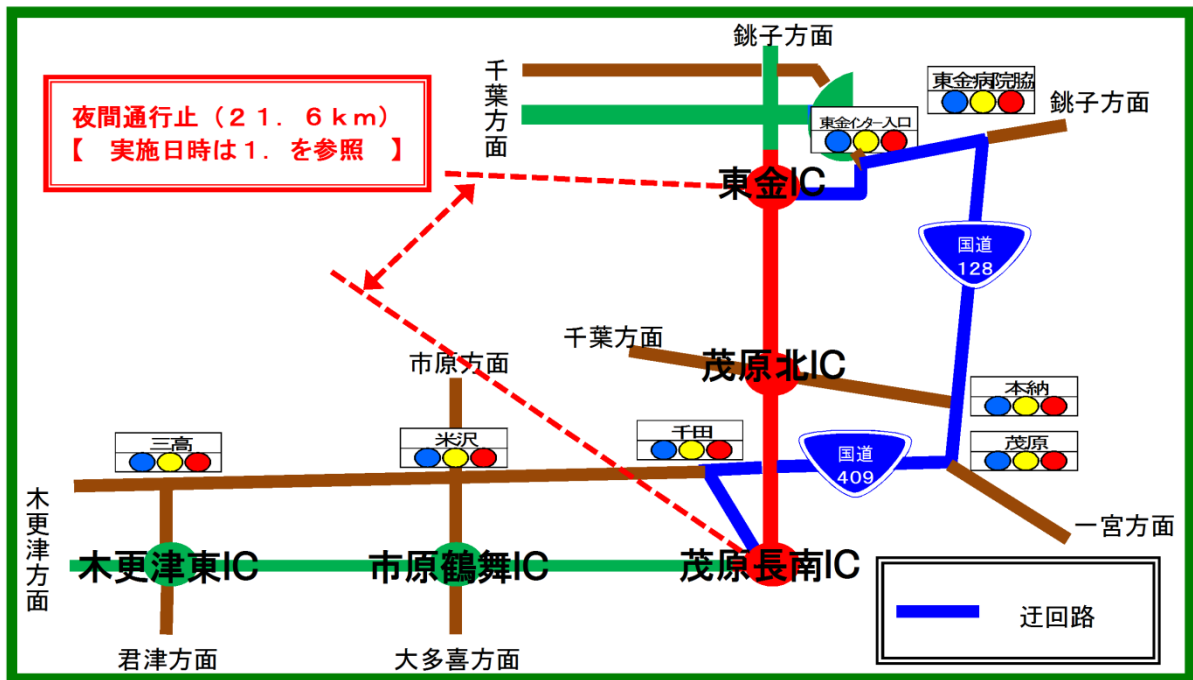 銚子方面
千葉方面
東金病院脇
銚子方面
夜間通行止(21.6km)
【 実施日時は1.を参照 】
東金インター入口
東金IC
国道
128
千葉方面
茂原北IC
市原方面
本納
三高
米沢
千田
茂原
国道
409
木更津方面
一宮方面
木更津東IC
市原鶴舞IC
茂原長南IC
迂回路
君津方面
大多喜方面